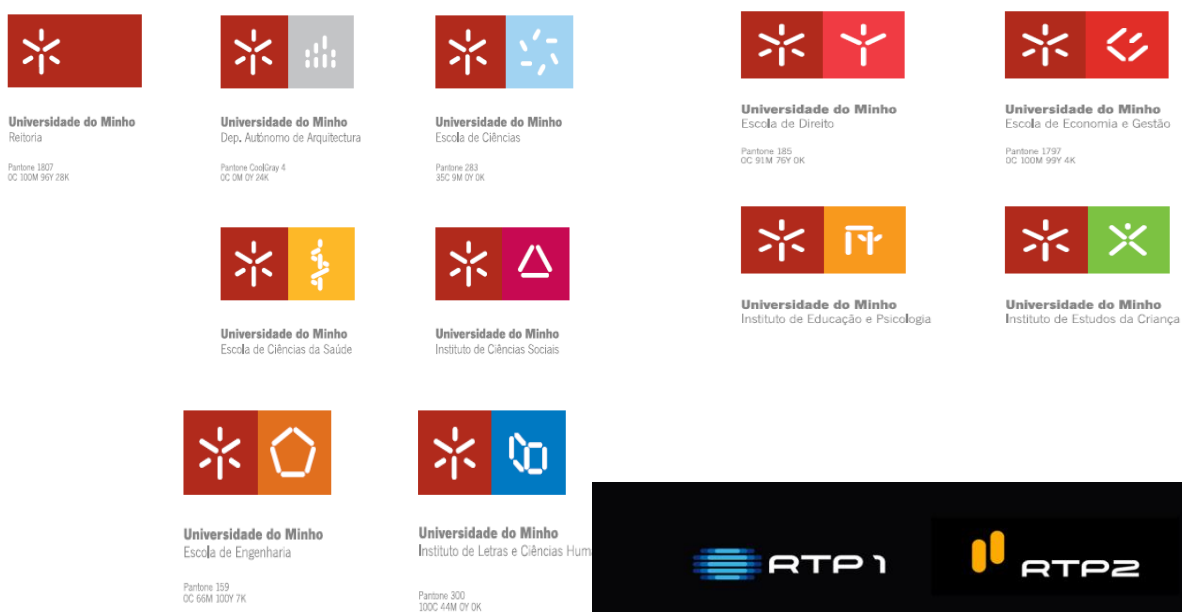 Universidade do Minho
Reitoria
Pantone 1807
0C 100M 96Y 28K
Universidade do Minho
Dep. Autónomo de Arquitectura
Pantone CoolGray 4
0C 0M 0Y 24K
Universidade do Minho
Escola de Ciências
Pantone 283
35C 9M 0Y 0K
Universidade do Minho
Escola de Direito
Pantone 185
0C 91M 76Y 0K
Universidade do Minho
Escola de Economia e Gestão
Pantone 1797
0C 100M 99Y 4K
Universidade do Minho
Escola de Ciências da Saúde
Universidade do Minho
Instituto de Ciências Sociais
Universidade do Minho
Instituto de Educação e Psicologia
Universidade do Minho
Instituto de Estudos da Criança
Universidade do Minho
Escola de Engenharia
Pantone 159
0C 66M 100Y 7K
Universidade do Minho
Instituto de Letras e Ciências Hum
Pantone 300
100C 44M 0Y 0K
RTP 1
RTP2